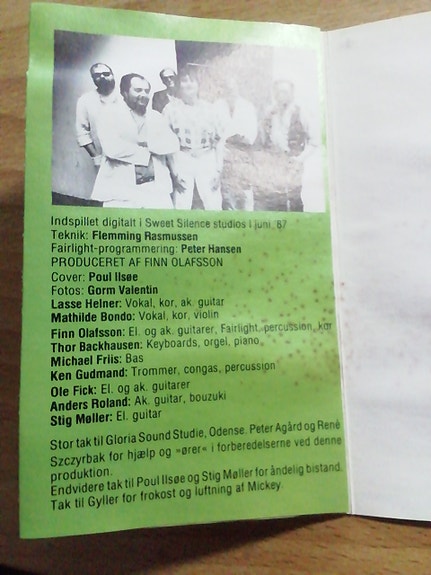 Indspillet digitalt i Sweet Silence studios i juni '87
Teknik: Flemming Rasmussen
Fairlight-programmering: Peter Hansen
PRODUCERET AF FINN OLAFSSON
Cover: Poul Ilsøe
Fotos: Gorm Valentin
Lasse Helner: Vokal, kor, ak. guitar
Mathilde Bondo: Vokal, kor, violin
Finn Olafsson: El. og ak. guitarer, Fairlight, percussion, kor
Thor Backhausen: Keyboards, orgel, piano
Michael Friis: Bas
Ken Gudmand: Trommer, congas, percussion
Ole Fick: El. og ak. guitarer
Anders Roland: Ak. guitar, bouzuki
Stig Møller: El. guitar
Stor tak til Gloria Sound Studie, Odense. Peter Agård og René
Szczyrbak for hjælp og »ører« i forberedelserne ved denne
produktion.
Endvidere tak til Poul Ilsøe og Stig Møller for åndelig bistand.
Tak til Gyller for frokost og luftning af Mickey.